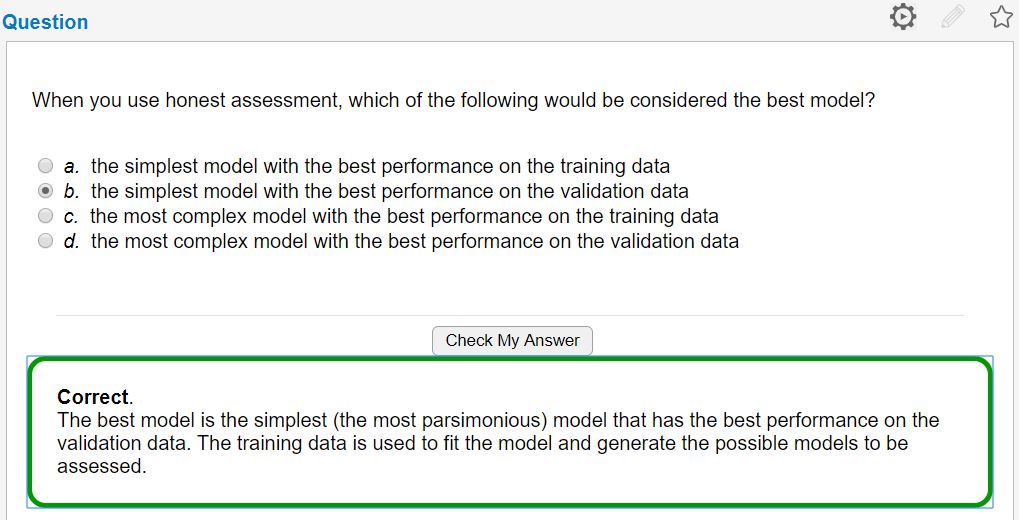 Question
When you use honest assessment, which of the following would be considered the best model?
a. the simplest model with the best performance on the training data
b. the simplest model with the best performance on the validation data
c. the most complex model with the best performance on the training data
d. the most complex model with the best performance on the validation data
Check My Answer
Correct.
The best model is the simplest (the most parsimonious) model that has the best performance on the
validation data. The training data is used to fit the model and generate the possible models to be
assessed.